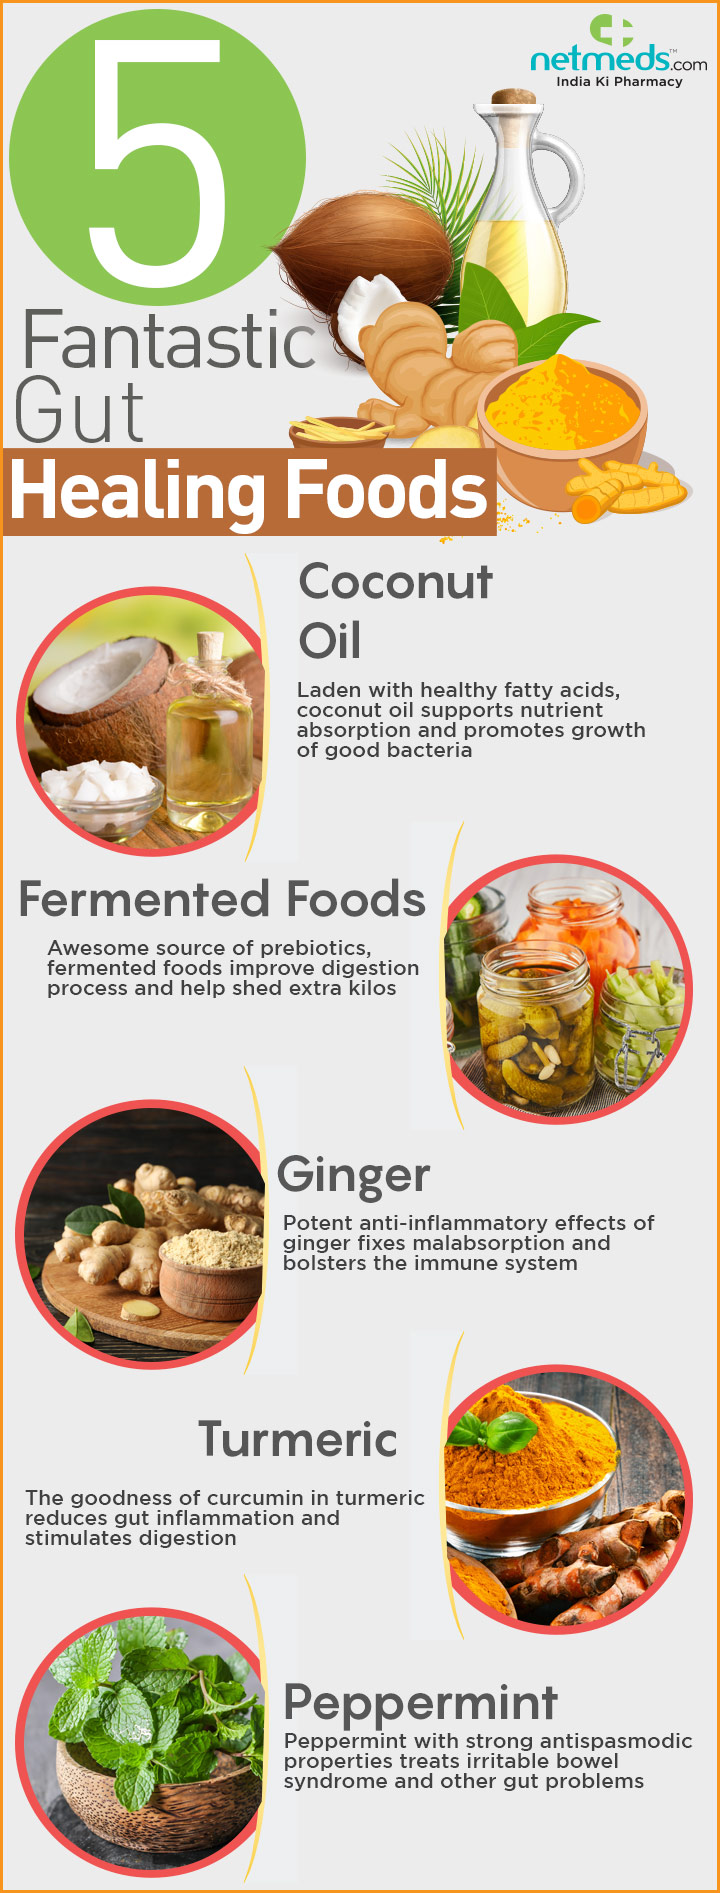 5
netmeds.com
™
India Ki Pharmacy
Fantastic
Gut
Healing Foods
Coconut
Oil
Laden with healthy fatty acids,
coconut oil supports nutrient
absorption and promotes growth
of good bacteria
Fermented Foods
Awesome source of prebiotics,
fermented foods improve digestion
process and help shed extra kilos
Ginger
Potent anti-inflammatory effects of
ginger fixes malabsorption and
bolsters the immune system
Turmeric
The goodness of curcumin in turmeric
reduces gut inflammation and
stimulates digestion
Peppermint
Peppermint with strong antispasmodic
properties treats irritable bowel
syndrome and other gut problems